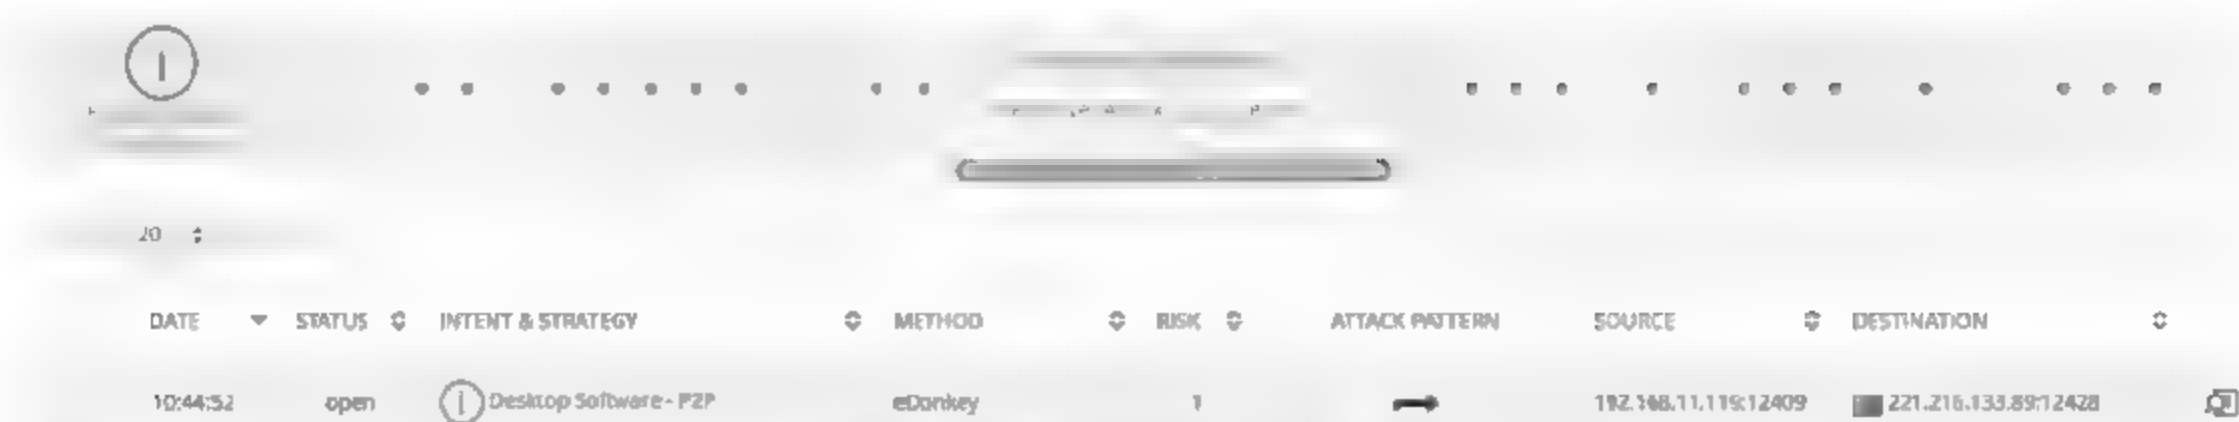 20
DATE STATUS INTENT & STRATEGY METHOD RISK ATTACK PATTERN SOURCE DESTINATION
10:44:52 open Desktop Software - P2P eDonkey 1 192.168.11.119:12409 221.216.133.89:12428